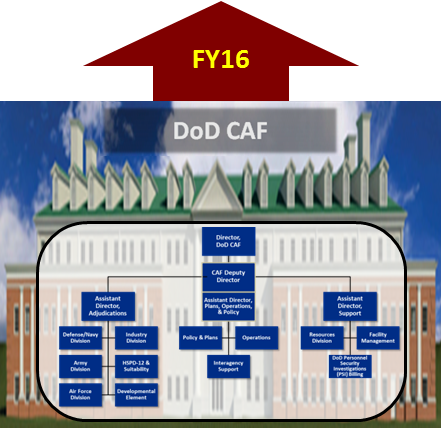 FY16
DoD CAF
Director,
DoD CAF
CAF Deputy
Director
Assistant
Director,
Adjudications
Assistant Director,
Plans, Operations,
& Policy
Assistant
Director,
Support
Defense/Navy
Division
Industry
Division
Policy & Plans
Operations
Resources
Division
Facility
Management
Army
Division
HSPD-12 &
Suitability
Interagency
Support
DoD Personnel
Security
Investigations
(PSI) Billing
Air Force
Division
Developmental
Element